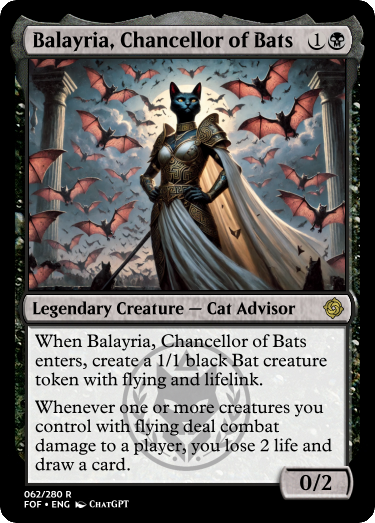 Balayria, Chancellor of Bats 1
Legendary Creature — Cat Advisor
When Balayria, Chancellor of Bats
enters, create a 1/1 black Bat creature
token with flying and lifelink.
Whenever one or more creatures you
control with flying deal combat
damage to a player, you lose 2 life and
draw a card.
0/2
062/280 R
FOF • ENG ChatGPT